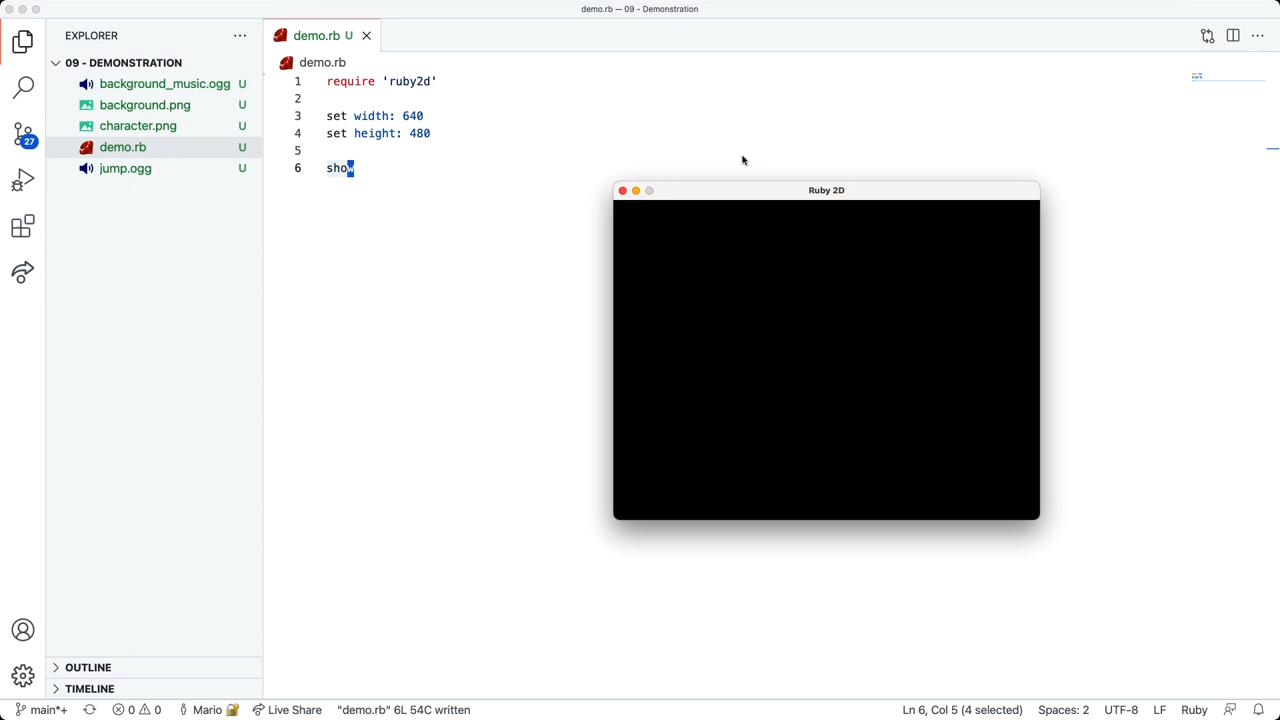 demo.rb — 09 - Demonstration
EXPLORER
demo.rb U
09 - DEMONSTRATION
background_music.ogg U
background.png U
character.png U
demo.rb U
jump.ogg U
demo.rb
1 require 'ruby2d'
2
3 set width: 640
4 set height: 480
5
6 show
Ruby 2D
27
OUTLINE
TIMELINE
main*+ 0 0 Mario Live Share "demo.rb" 6L 54C written Ln 6, Col 5 (4 selected) Spaces: 2 UTF-8 LF Ruby